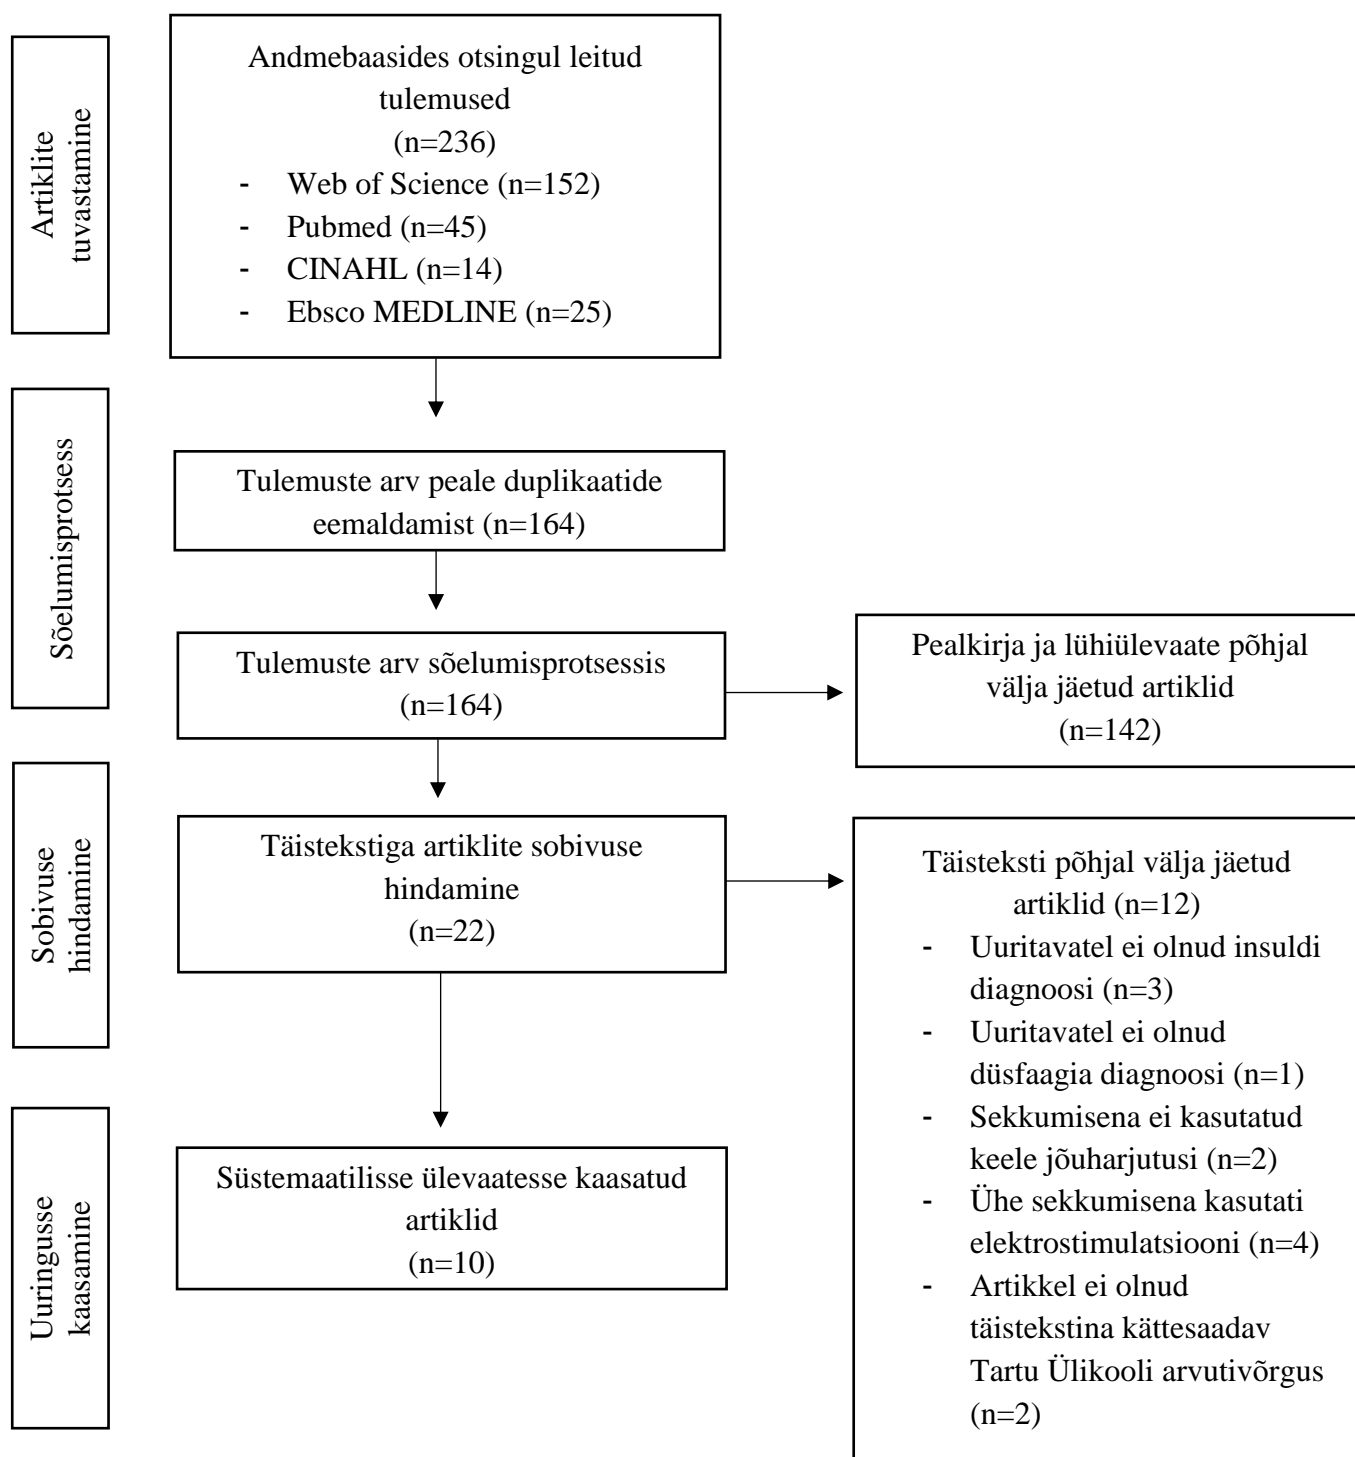 Artiklite
tuvastamine
Andmebaasides otsingul leitud
tulemused
(n=236)
- Web of Science (n=152)
- Pubmed (n=45)
- CINAHL (n=14)
- Ebsco MEDLINE (n=25)
Sõelumisprotsess
Tulemuste arv peale duplikaatide
eemaldamist (n=164)
Tulemuste arv sõelumisprotsessis
(n=164)
Pealkirja ja lühiülevaate põhjal
välja jäetud artiklid
(n=142)
Sobivuse
hindamine
Täistekstiga artiklite sobivuse
hindamine
(n=22)
Täisteksti põhjal välja jäetud
artiklid (n=12)
- Uuritavatel ei olnud insuldi
diagnoosi (n=3)
- Uuritavatel ei olnud
düsfaagia diagnoosi (n=1)
- Sekkumisena ei kasutatud
keele jõuharjutusi (n=2)
- Ühe sekkumisena kasutati
elektrostimulatsiooni (n=4)
- Artikkel ei olnud
täistekstina kättesaadav
Tartu Ülikooli arvutivõrgus
(n=2)
Uuringusse
kaasamine
Süstemaatilisse ülevaatesse kaasatud
artiklid
(n=10)